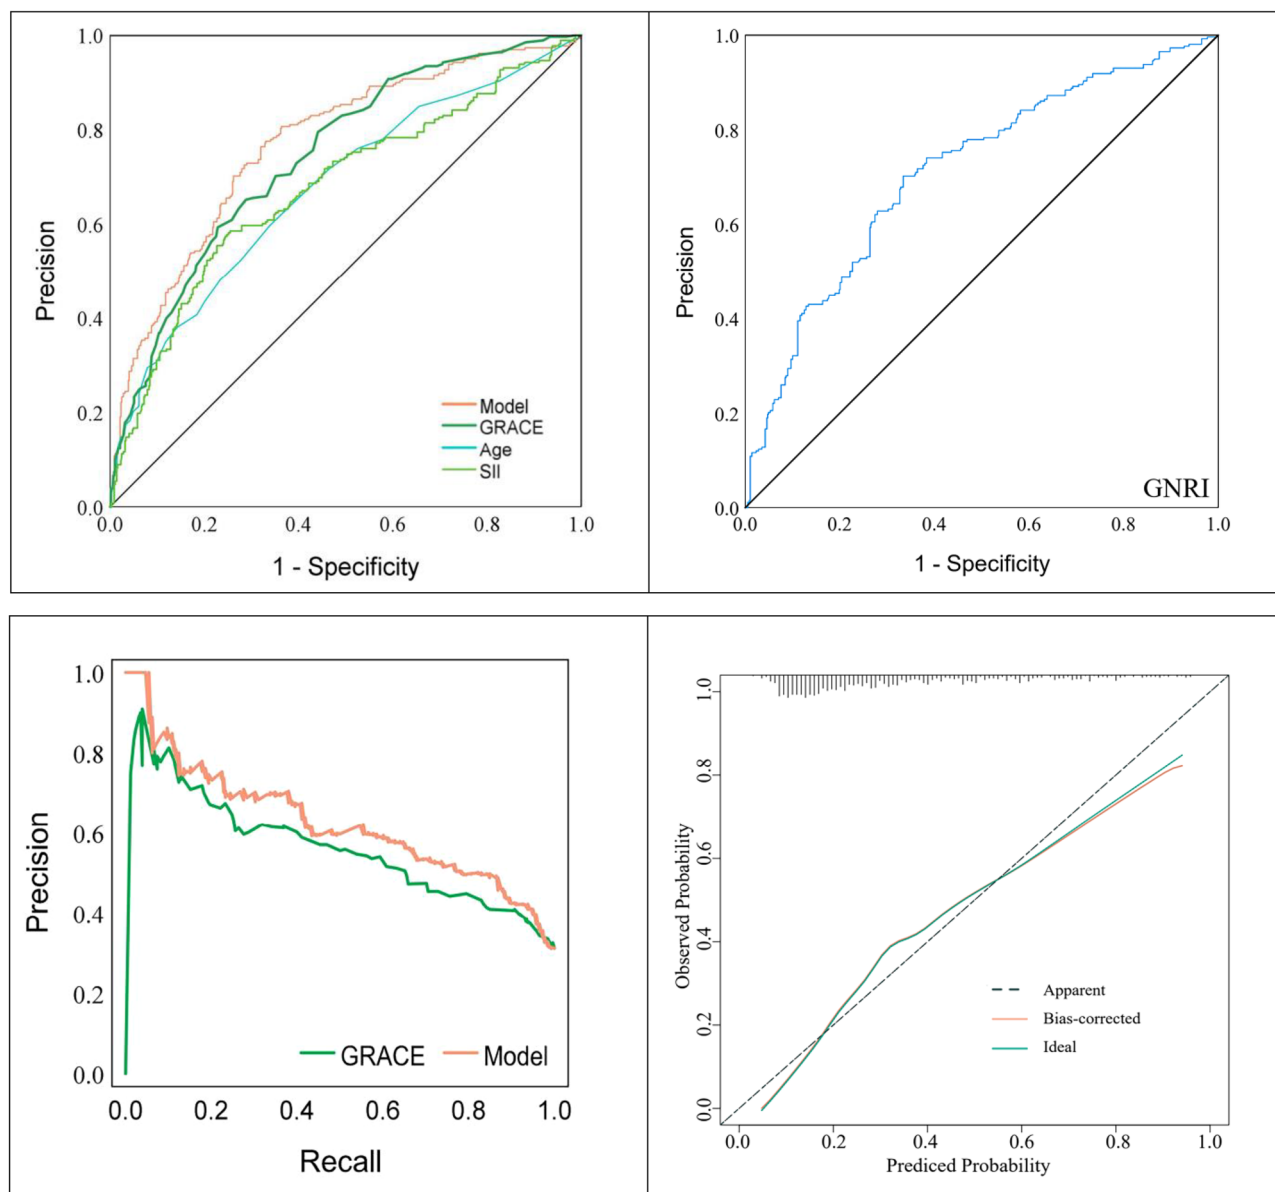 1.0
0.8
0.6
0.4
0.2
0.0
Precision
0.0 0.2 0.4 0.6 0.8 1.0
1 - Specificity
Model
GRACE
Age
SII
1.0
0.8
0.6
0.4
0.2
0.0
Precision
0.0 0.2 0.4 0.6 0.8 1.0
1 - Specificity
GNRI
1.0
0.8
0.6
0.4
0.2
0.0
Precision
0.0 0.2 0.4 0.6 0.8 1.0
Recall
GRACE Model
1.0
0.8
0.6
0.4
0.2
0.0
Observed Probability
0.0 0.2 0.4 0.6 0.8 1.0
Prediced Probability
Apparent
Bias-corrected
Ideal